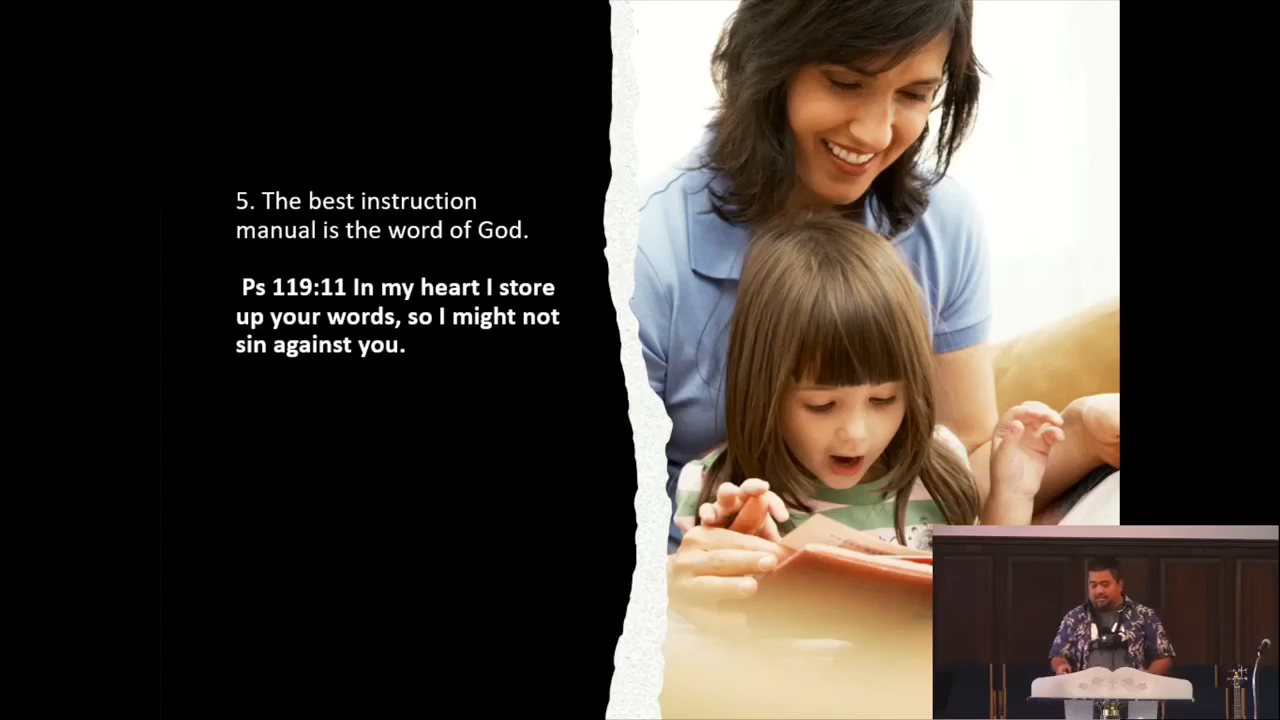 5. The best instruction
manual is the word of God.
Ps 119:11 In my heart I store
up your words, so I might not
sin against you.